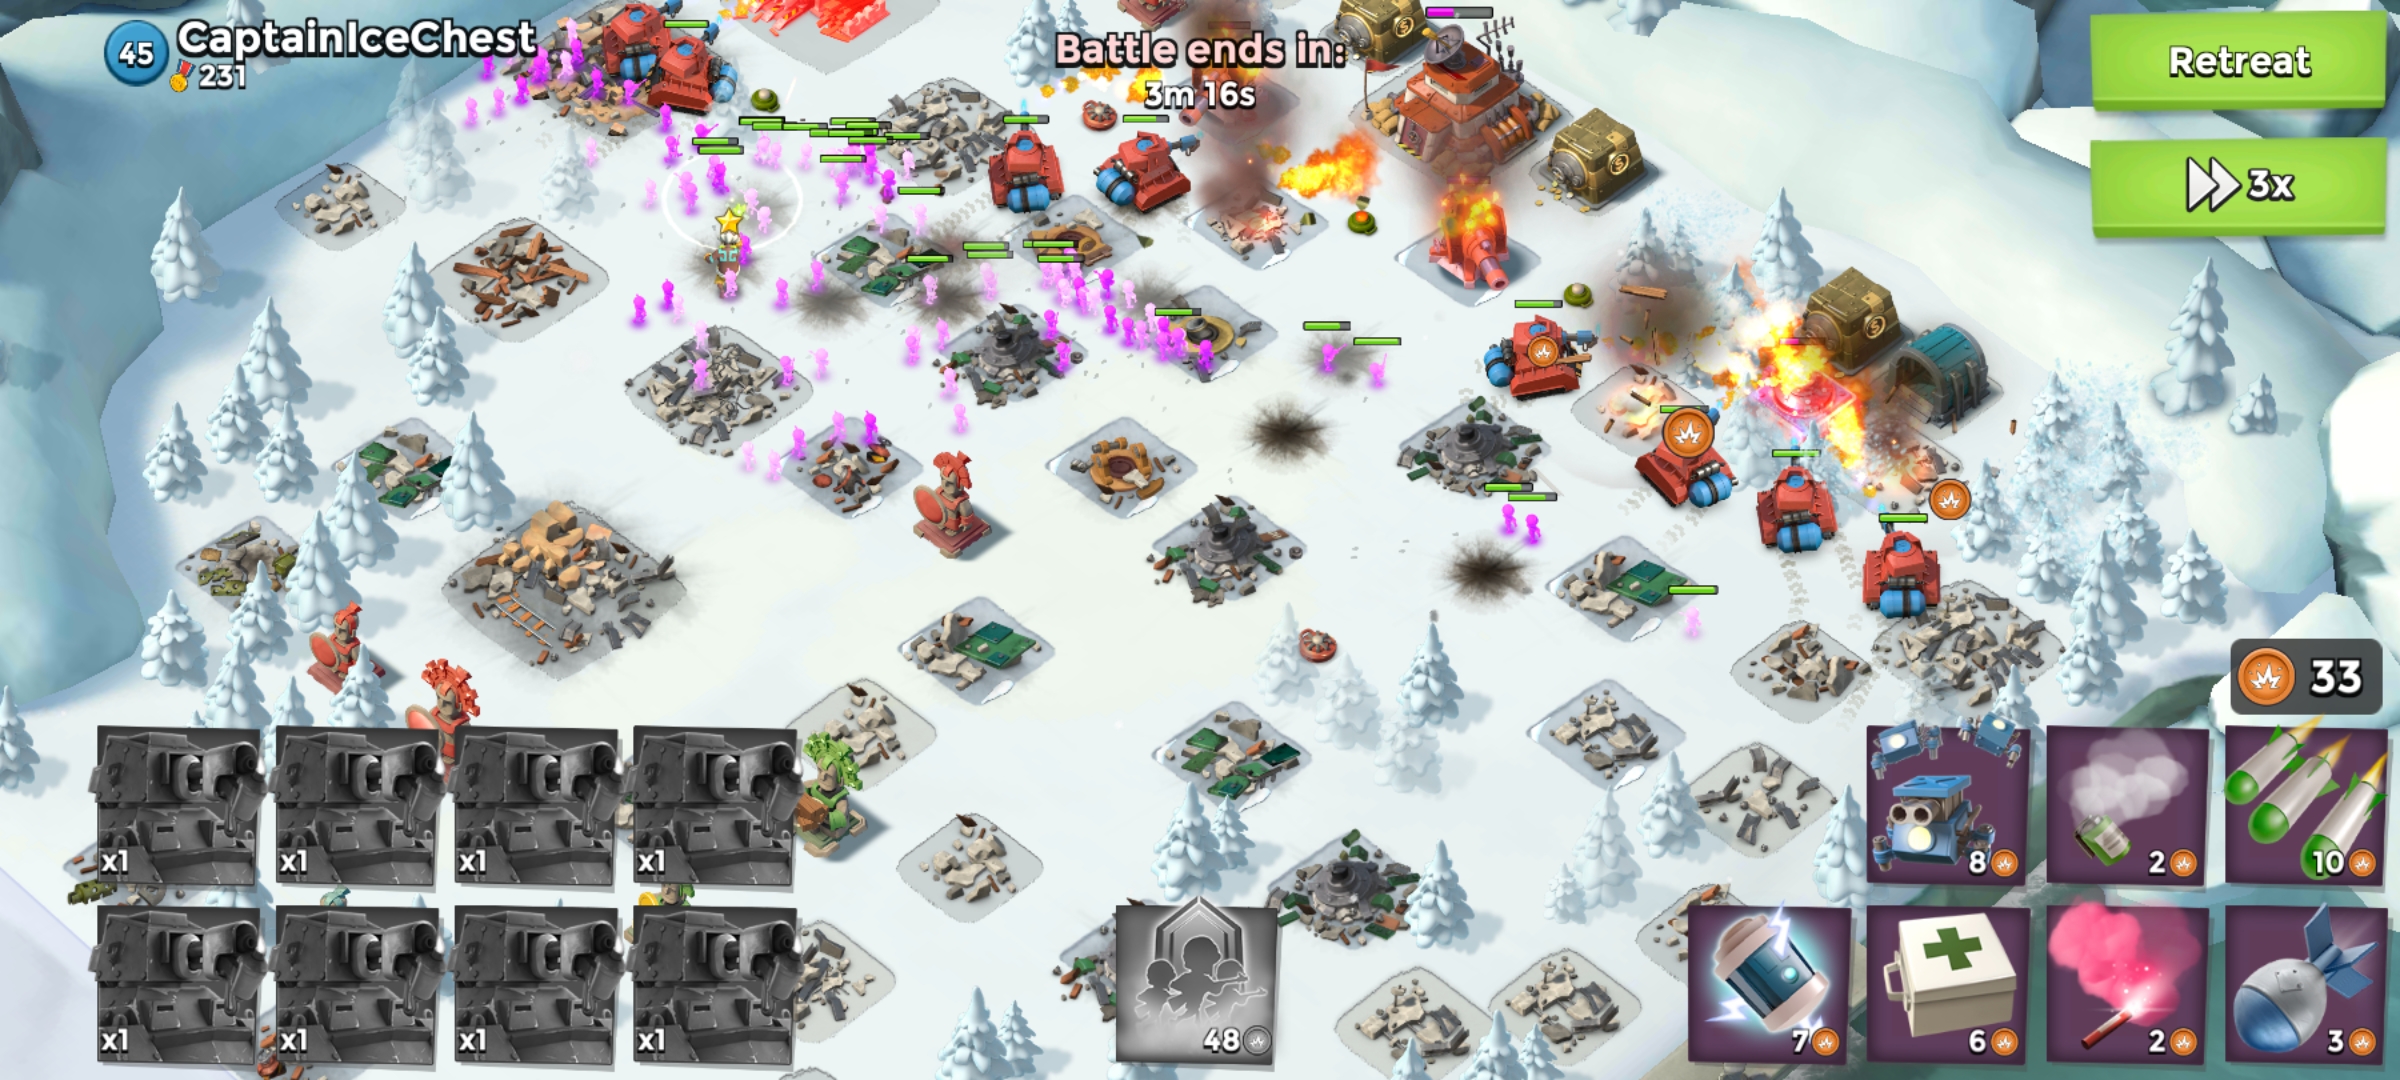 45
CaptainIceChest
231
Battle ends in:
3m 16s
Retreat
3x
33
x1
x1
x1
x1
8
2
10
x1
x1
x1
x1
48
7
6
2
3